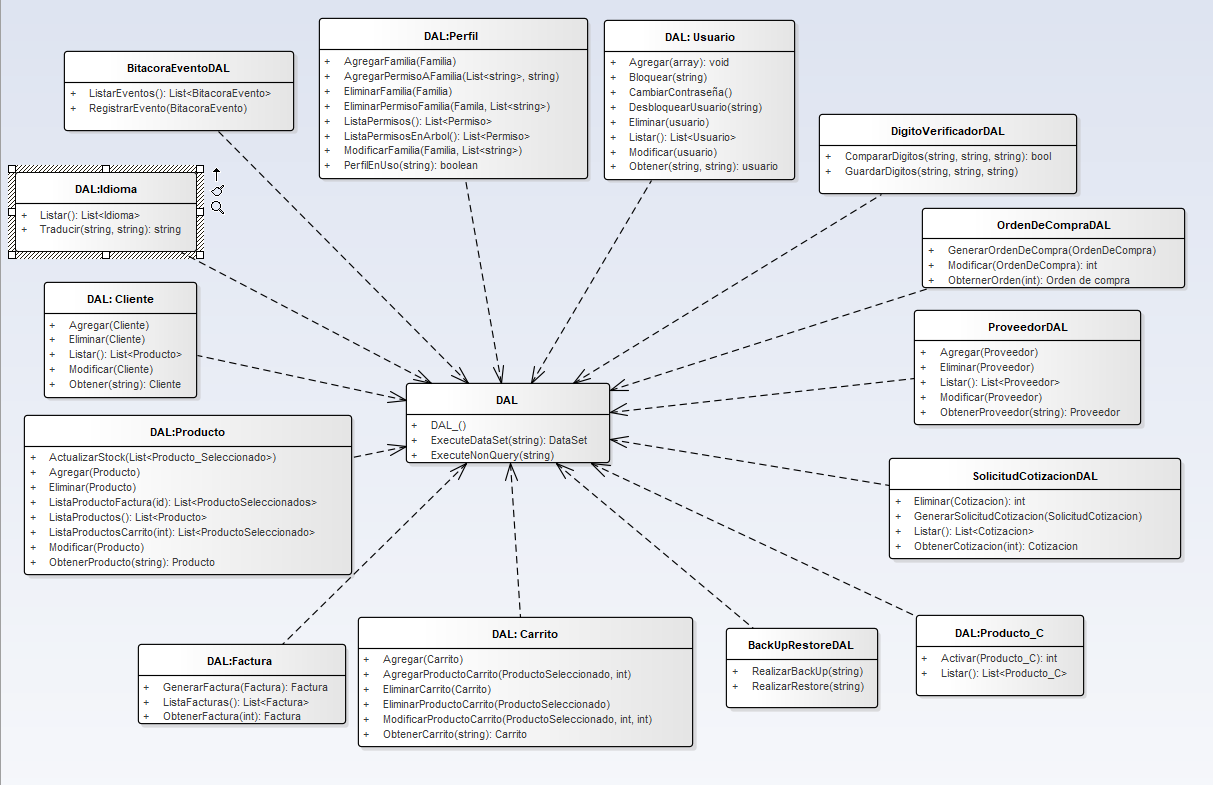 BitacoraEventoDAL
+ ListarEventos(): List<BitacoraEvento>
+ RegistrarEvento(BitacoraEvento)
DAL:Perfil
+ AgregarFamilia(Familia)
+ AgregarPermisoAFamilia(List<string>, string)
+ EliminarFamilia(Familia)
+ EliminarPermisoFamilia(Famila, List<string>)
+ ListaPermisos(): List<Permiso>
+ ListaPermisosEnArbol(): List<Permiso>
+ ModificarFamilia(Familia, List<string>)
+ PerfilEnUso(string): boolean
DAL: Usuario
+ Agregar(array): void
+ Bloquear(string)
+ CambiarContraseña()
+ DesbloquearUsuario(string)
+ Eliminar(usuario)
+ Listar(): List<Usuario>
+ Modificar(usuario)
+ Obtener(string, string): usuario
DigitoVerificadorDAL
+ CompararDigitos(string, string, string): bool
+ GuardarDigitos(string, string, string)
DAL:Idioma
+ Listar(): List<Idioma>
+ Traducir(string, string): string
OrdenDeCompraDAL
+ GenerarOrdenDeCompra(OrdenDeCompra)
+ Modificar(OrdenDeCompra): int
+ ObternerOrden(int): Orden de compra
DAL: Cliente
+ Agregar(Cliente)
+ Eliminar(Cliente)
+ Listar(): List<Producto>
+ Modificar(Cliente)
+ Obtener(string): Cliente
ProveedorDAL
+ Agregar(Proveedor)
+ Eliminar(Proveedor)
+ Listar(): List<Proveedor>
+ Modificar(Proveedor)
+ ObtenerProveedor(string): Proveedor
DAL
+ DAL_()
+ ExecuteDataSet(string): DataSet
+ ExecuteNonQuery(string)
DAL:Producto
+ ActualizarStock(List<Producto_Seleccionado>)
+ Agregar(Producto)
+ Eliminar(Producto)
+ ListaProductoFactura(id): List<ProductoSeleccionados>
+ ListaProductos(): List<Producto>
+ ListaProductosCarrito(int): List<ProductoSeleccionado>
+ Modificar(Producto)
+ ObtenerProducto(string): Producto
SolicitudCotizacionDAL
+ Eliminar(Cotizacion): int
+ GenerarSolicitudCotizacion(SolicitudCotizacion)
+ Listar(): List<Cotizacion>
+ ObtenerCotizacion(int): Cotizacion
DAL:Factura
+ GenerarFactura(Factura): Factura
+ ListaFacturas(): List<Factura>
+ ObtenerFactura(int): Factura
DAL: Carrito
+ Agregar(Carrito)
+ AgregarProductoCarrito(ProductoSeleccionado, int)
+ EliminarCarrito(Carrito)
+ EliminarProductoCarrito(ProductoSeleccionado)
+ ModificarProductoCarrito(ProductoSeleccionado, int, int)
+ ObtenerCarrito(string): Carrito
BackUpRestoreDAL
+ RealizarBackUp(string)
+ RealizarRestore(string)
DAL:Producto_C
+ Activar(Producto_C): int
+ Listar(): List<Producto_C>